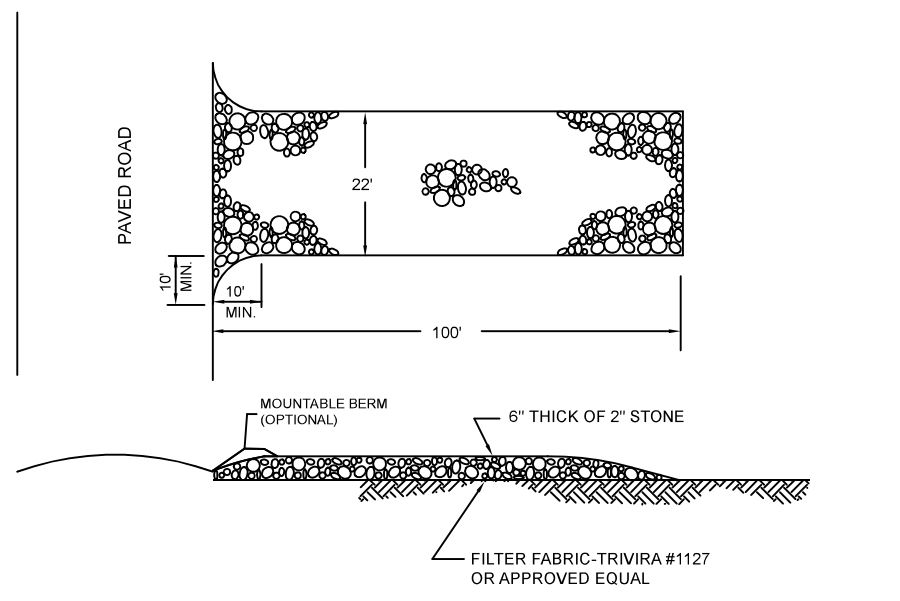 PAVED ROAD
22'
10'
MIN.
10'
MIN.
100'
MOUNTABLE BERM
(OPTIONAL)
6" THICK OF 2" STONE
FILTER FABRIC-TRIVIRA #1127
OR APPROVED EQUAL